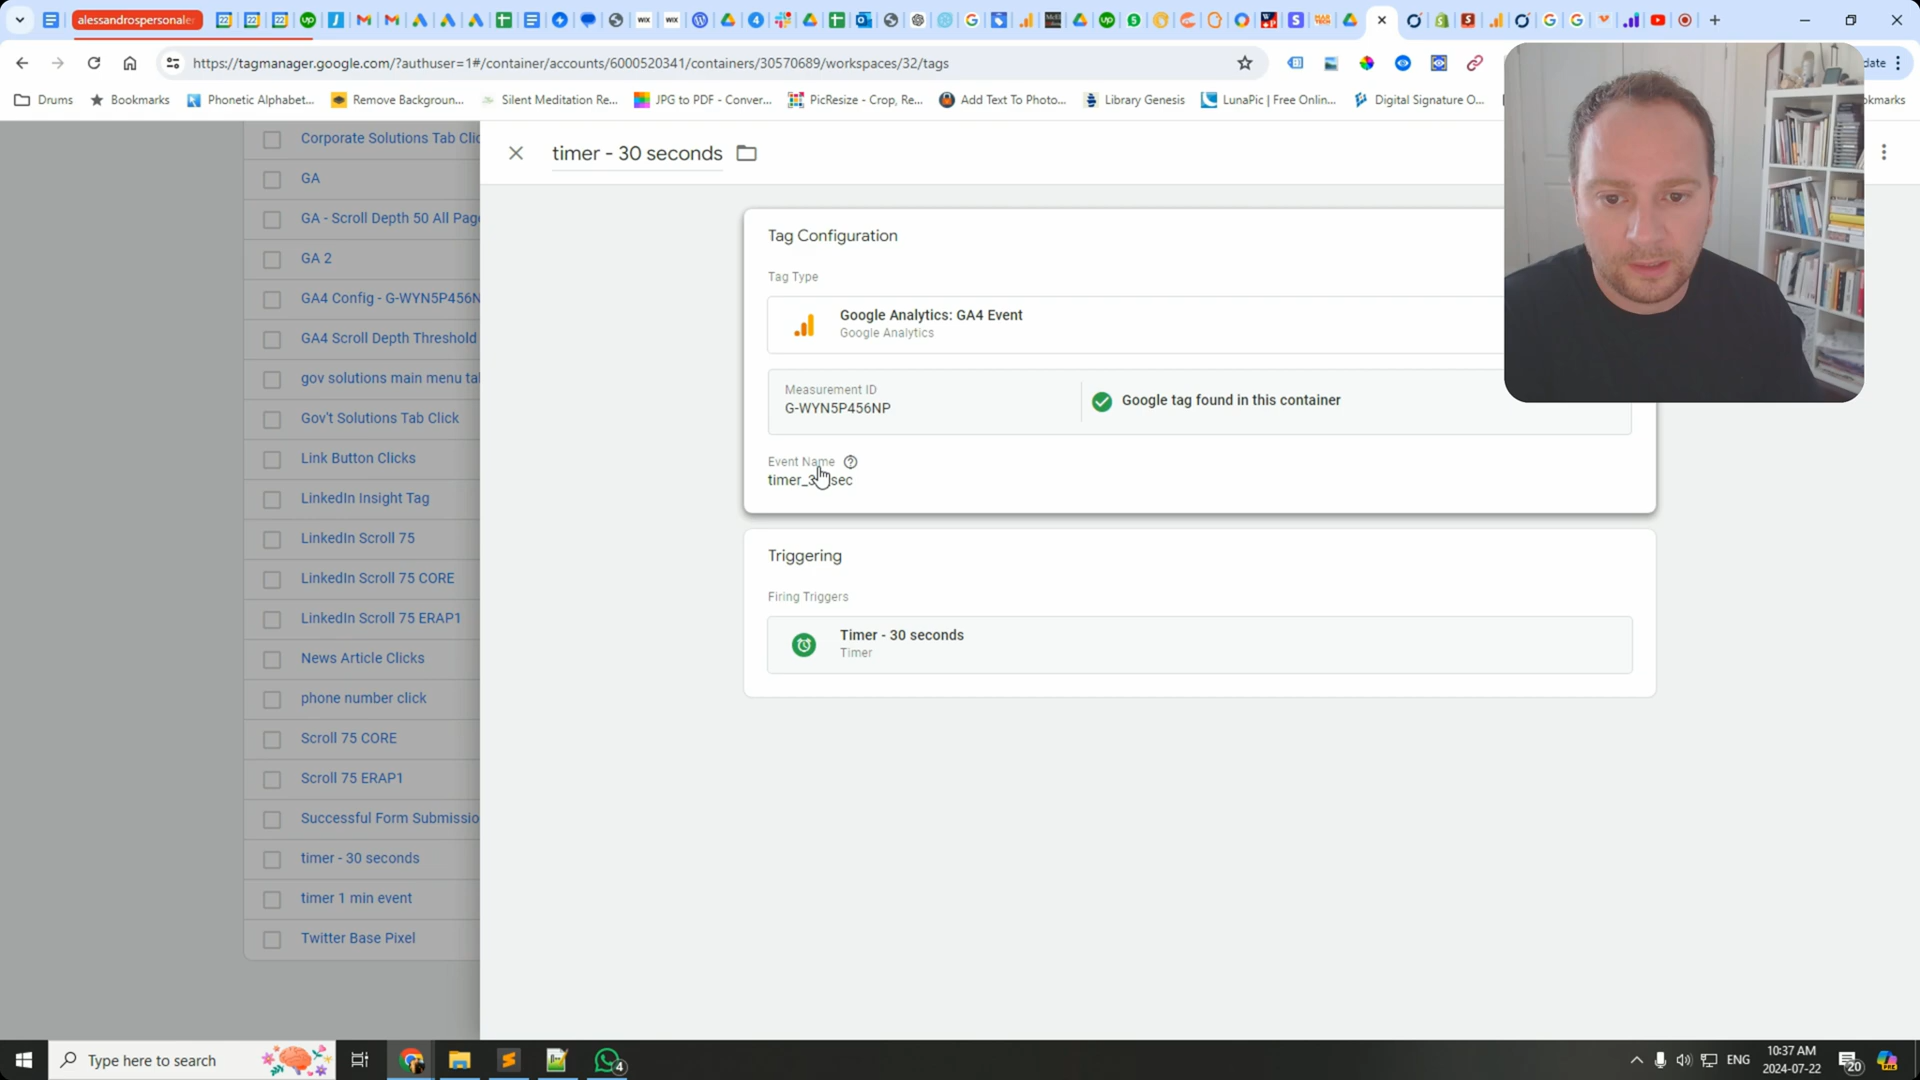 alessandrospersonale
https://tagmanager.google.com/?authuser=1#/container/accounts/6000520341/containers/30570689/workspaces/32/tags
date
Drums
Bookmarks
Phonetic Alphabet...
Remove Backgroun...
Silent Meditation Re...
JPG to PDF - Conver...
PicResize - Crop, Re...
Add Text To Photo...
Library Genesis
LunaPic | Free Onlin...
Digital Signature O...
okmarks
Corporate Solutions Tab Clic
GA
GA - Scroll Depth 50 All Page
GA 2
GA4 Config - G-WYN5P456N
GA4 Scroll Depth Threshold
gov solutions main menu ta
Gov't Solutions Tab Click
Link Button Clicks
LinkedIn Insight Tag
LinkedIn Scroll 75
LinkedIn Scroll 75 CORE
LinkedIn Scroll 75 ERAP1
News Article Clicks
phone number click
Scroll 75 CORE
Scroll 75 ERAP1
Successful Form Submissio
timer - 30 seconds
timer 1 min event
Twitter Base Pixel
timer - 30 seconds
Tag Configuration
Tag Type
Google Analytics: GA4 Event
Google Analytics
Measurement ID
G-WYN5P456NP
Google tag found in this container
Event Name
Triggering
Firing Triggers
Timer - 30 seconds
Timer
Type here to search
4
ENG
10:37 AM
2024-07-22
20